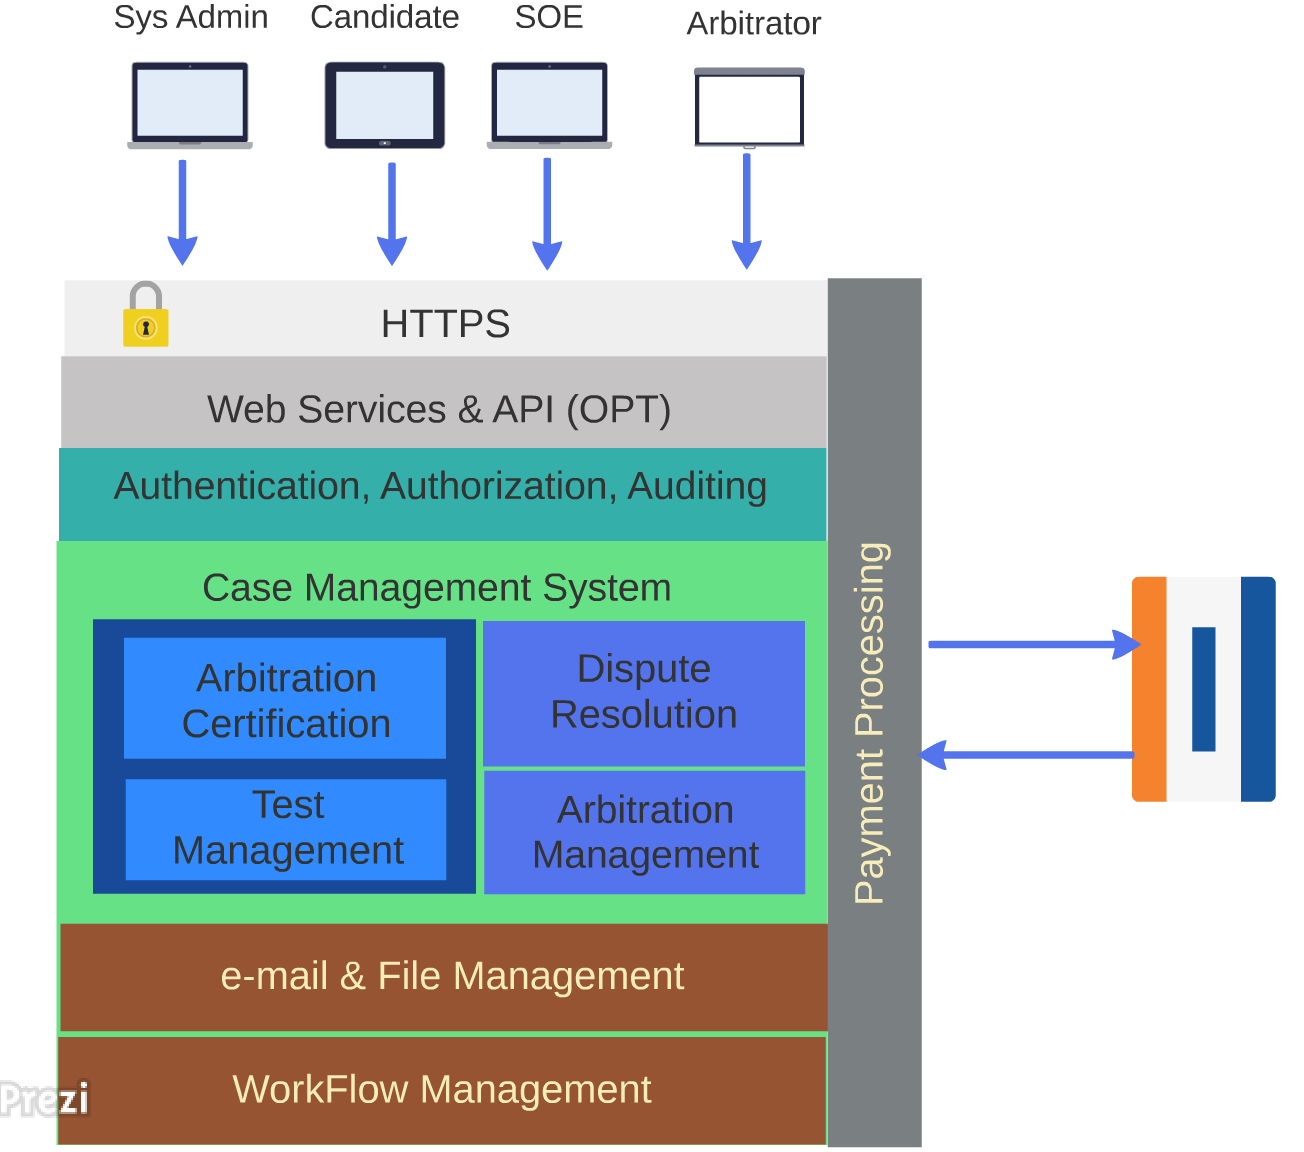 Sys Admin
Candidate
SOE
Arbitrator
HTTPS
Web Services & API (OPT)
Authentication, Authorization, Auditing
Case Management System
Arbitration
Certification
Test
Management
Dispute
Resolution
Arbitration
Management
Payment Processing
e-mail & File Management
WorkFlow Management
Prezi